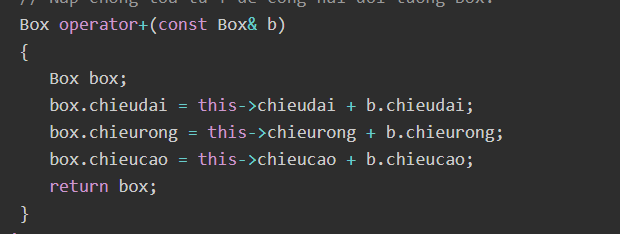 // Nạp chồng toán tử + để cộng hai đối tượng Box.
Box operator+(const Box& b)
{
Box box;
box.chieudai = this->chieudai + b.chieudai;
box.chieurong = this->chieurong + b.chieurong;
box.chieucao = this->chieucao + b.chieucao;
return box;
}